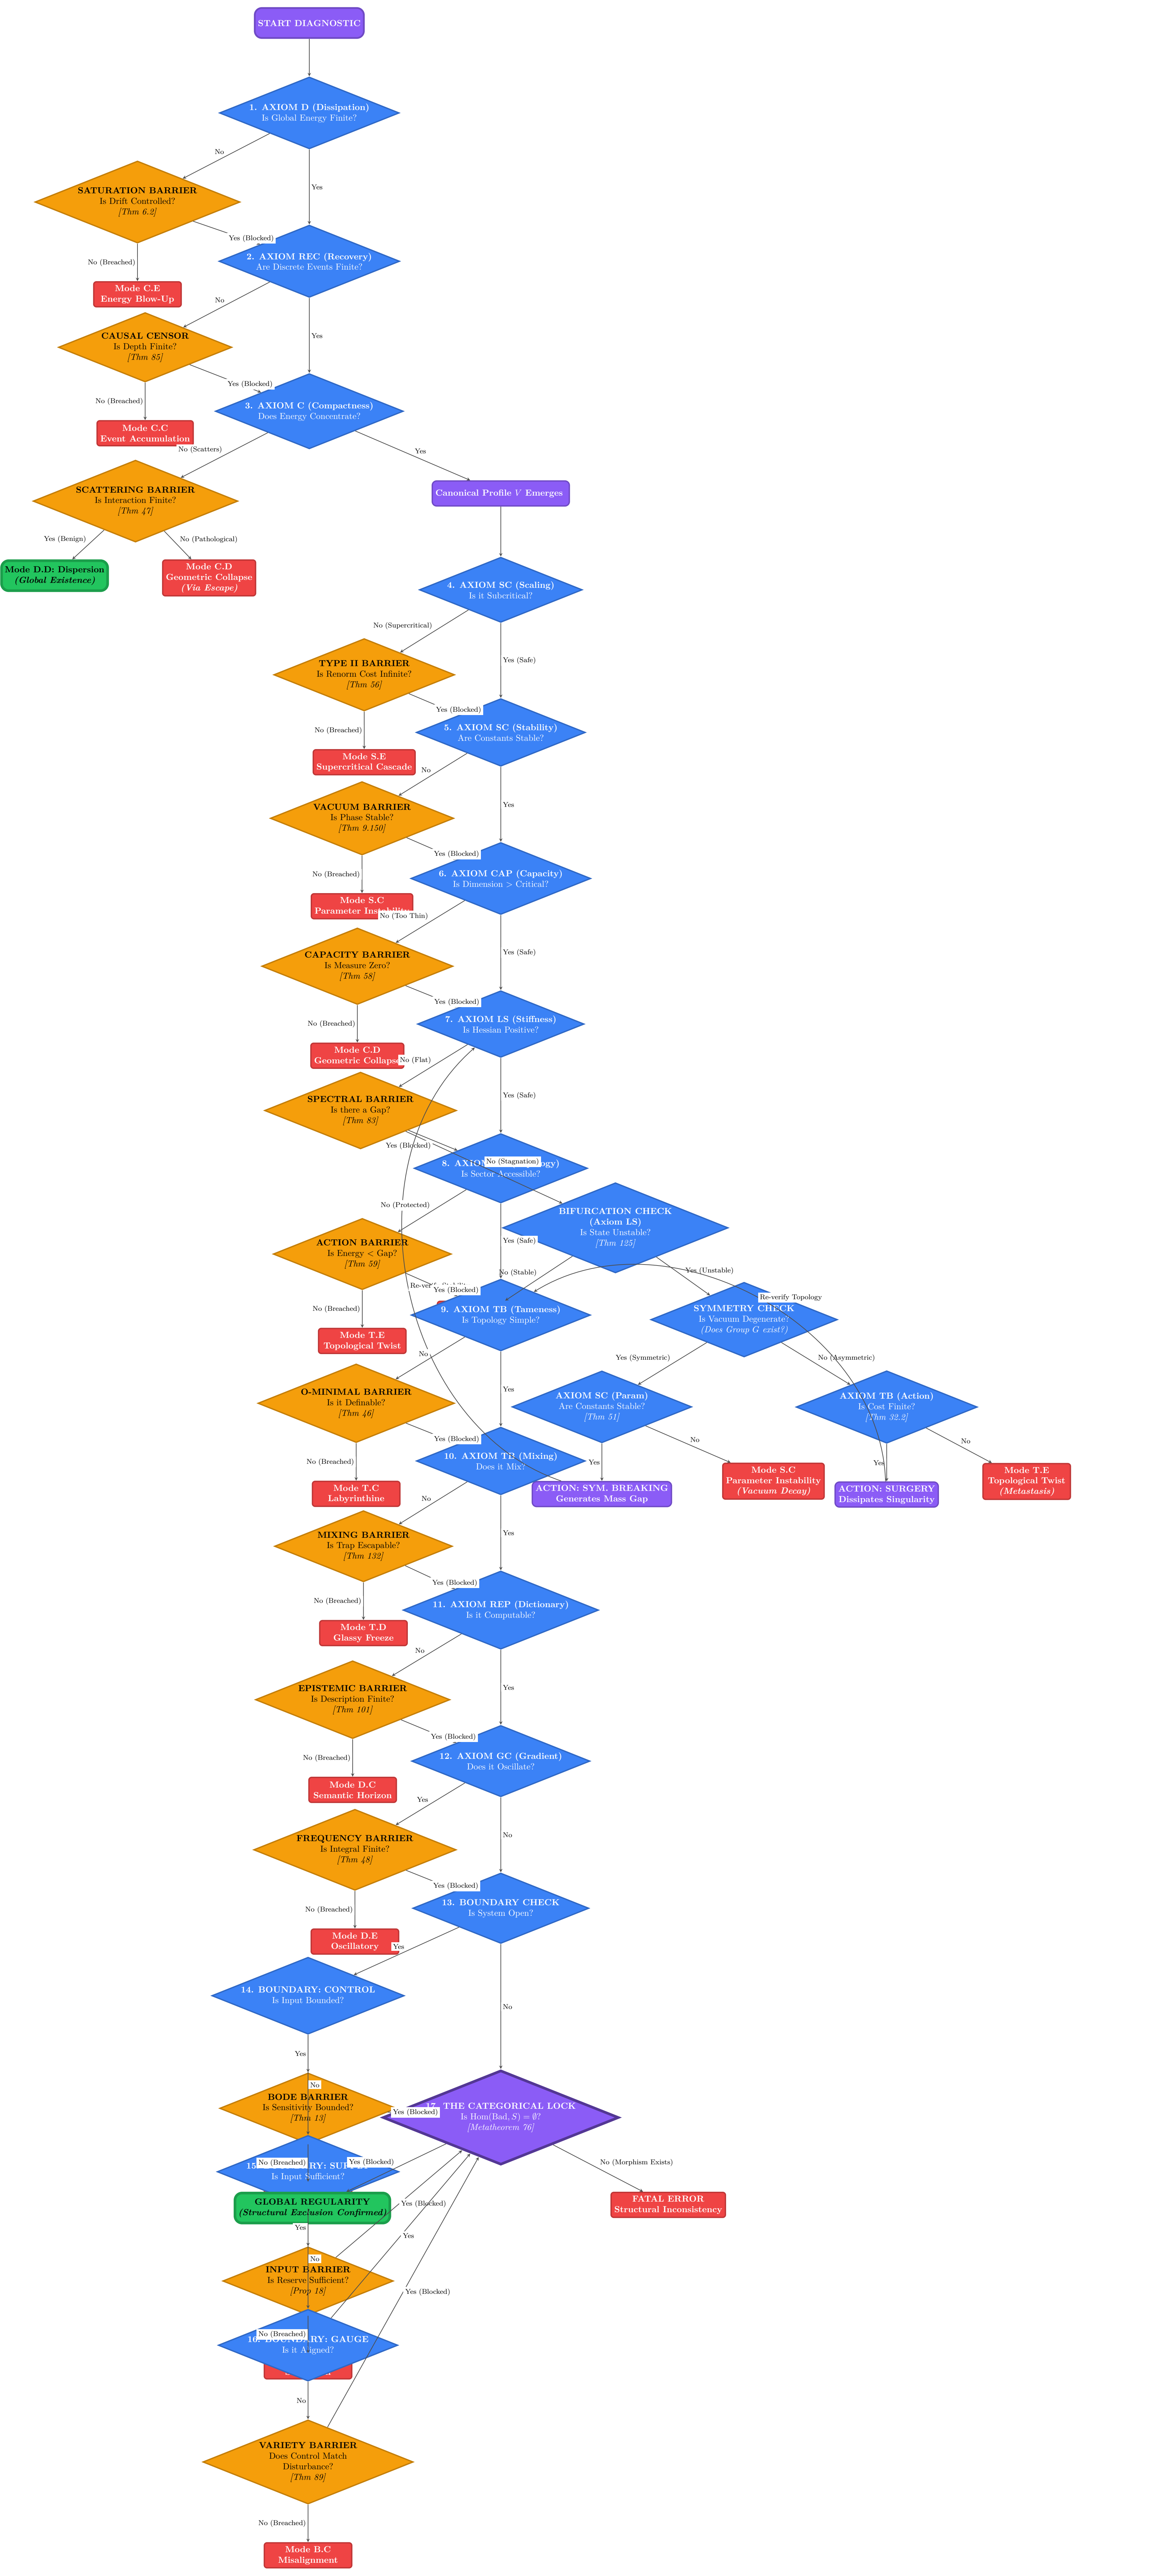 START DIAGNOSTIC
1. AXIOM D (Dissipation)
Is Global Energy Finite?
No
Yes
SATURATION BARRIER
Is Drift Controlled?
[Thm 6.2]
Yes (Blocked)
No (Breached)
2. AXIOM REC (Recovery)
Are Discrete Events Finite?
Mode C.E
Energy Blow-Up
No
Yes
CAUSAL CENSOR
Is Depth Finite?
[Thm 85]
Yes (Blocked)
No (Breached)
3. AXIOM C (Compactness)
Does Energy Concentrate?
Mode C.C
Event Accumulation
No (Scatters)
Yes
SCATTERING BARRIER
Is Interaction Finite?
[Thm 47]
Canonical Profile V Emerges
Yes (Benign)
No (Pathological)
Mode D.D: Dispersion
(Global Existence)
Mode C.D
Geometric Collapse
(Via Escape)
4. AXIOM SC (Scaling)
Is it Subcritical?
No (Supercritical)
Yes (Safe)
TYPE II BARRIER
Is Renorm Cost Infinite?
[Thm 56]
Yes (Blocked)
No (Breached)
5. AXIOM SC (Stability)
Are Constants Stable?
Mode S.E
Supercritical Cascade
No
Yes
VACUUM BARRIER
Is Phase Stable?
[Thm 9.150]
Yes (Blocked)
No (Breached)
6. AXIOM CAP (Capacity)
Is Dimension > Critical?
Mode S.C
Parameter Instability
No (Too Thin)
Yes (Safe)
CAPACITY BARRIER
Is Measure Zero?
[Thm 58]
Yes (Blocked)
No (Breached)
7. AXIOM LS (Stiffness)
Is Hessian Positive?
Mode C.D
Geometric Collapse
No (Flat)
Yes (Safe)
SPECTRAL BARRIER
Is there a Gap?
[Thm 83]
Yes (Blocked)
No (Stagnation)
8. AXIOM
Is Sector Accessible?
No (Protected)
Yes (Safe)
BIFURCATION CHECK
(Axiom LS)
Is State Unstable?
[Thm 125]
ACTION BARRIER
Is Energy < Gap?
[Thm 59]
No (Stable)
Yes (Unstable)
Yes (Blocked)
Re-verify Topology
No (Breached)
9. AXIOM TB (Tameness)
Is Topology Simple?
SYMMETRY CHECK
Is Vacuum Degenerate?
(Does Group G exist?)
Mode T.E
Topological Twist
No
Yes (Symmetric)
No (Asymmetric)
Yes
O-MINIMAL BARRIER
Is it Definable?
[Thm 46]
AXIOM SC (Param)
Are Constants Stable?
[Thm 51]
AXIOM TB (Action)
Is Cost Finite?
[Thm 32.2]
Yes (Blocked)
No
No
No (Breached)
10. AXIOM TB (Mixing)
Does it Mix?
Yes
Yes
Mode S.C
Parameter Instability
(Vacuum Decay)
Mode T.E
Topological Twist
(Metastasis)
Mode T.C
Labyrinthine
ACTION: SYM. BREAKING
Generates Mass Gap
ACTION: SURGERY
Dissipates Singularity
No
Yes
MIXING BARRIER
Is Trap Escapable?
[Thm 132]
Yes (Blocked)
No (Breached)
11. AXIOM REP (Dictionary)
Is it Computable?
Mode T.D
Glassy Freeze
No
Yes
EPISTEMIC BARRIER
Is Description Finite?
[Thm 101]
Yes (Blocked)
No (Breached)
12. AXIOM GC (Gradient)
Does it Oscillate?
Mode D.C
Semantic Horizon
Yes
No
FREQUENCY BARRIER
Is Integral Finite?
[Thm 48]
Yes (Blocked)
No (Breached)
13. BOUNDARY CHECK
Is System Open?
Mode D.E
Oscillatory
Yes
No
14. BOUNDARY: CONTROL
Is Input Bounded?
Yes
No
BODE BARRIER
Is Sensitivity Bounded?
[Thm 13]
Yes (Blocked)
17. THE CATEGORICAL LOCK
Is Hom(Bad, S) = ∅?
[Metatheorem 76]
No (Breached)
Yes (Blocked)
No (Morphism Exists)
Is Input Sufficient?
GLOBAL REGULARITY
(Structural Exclusion Confirmed)
FATAL ERROR
Structural Inconsistency
Yes (Blocked)
Yes
Yes
No
INPUT BARRIER
Is Reserve Sufficient?
[Prop 18]
Yes (Blocked)
No (Breached)
16. BOUNDARY: GAUGE
Is it Aligned?
No
VARIETY BARRIER
Does Control Match
Disturbance?
[Thm 89]
No (Breached)
Mode B.C
Misalignment